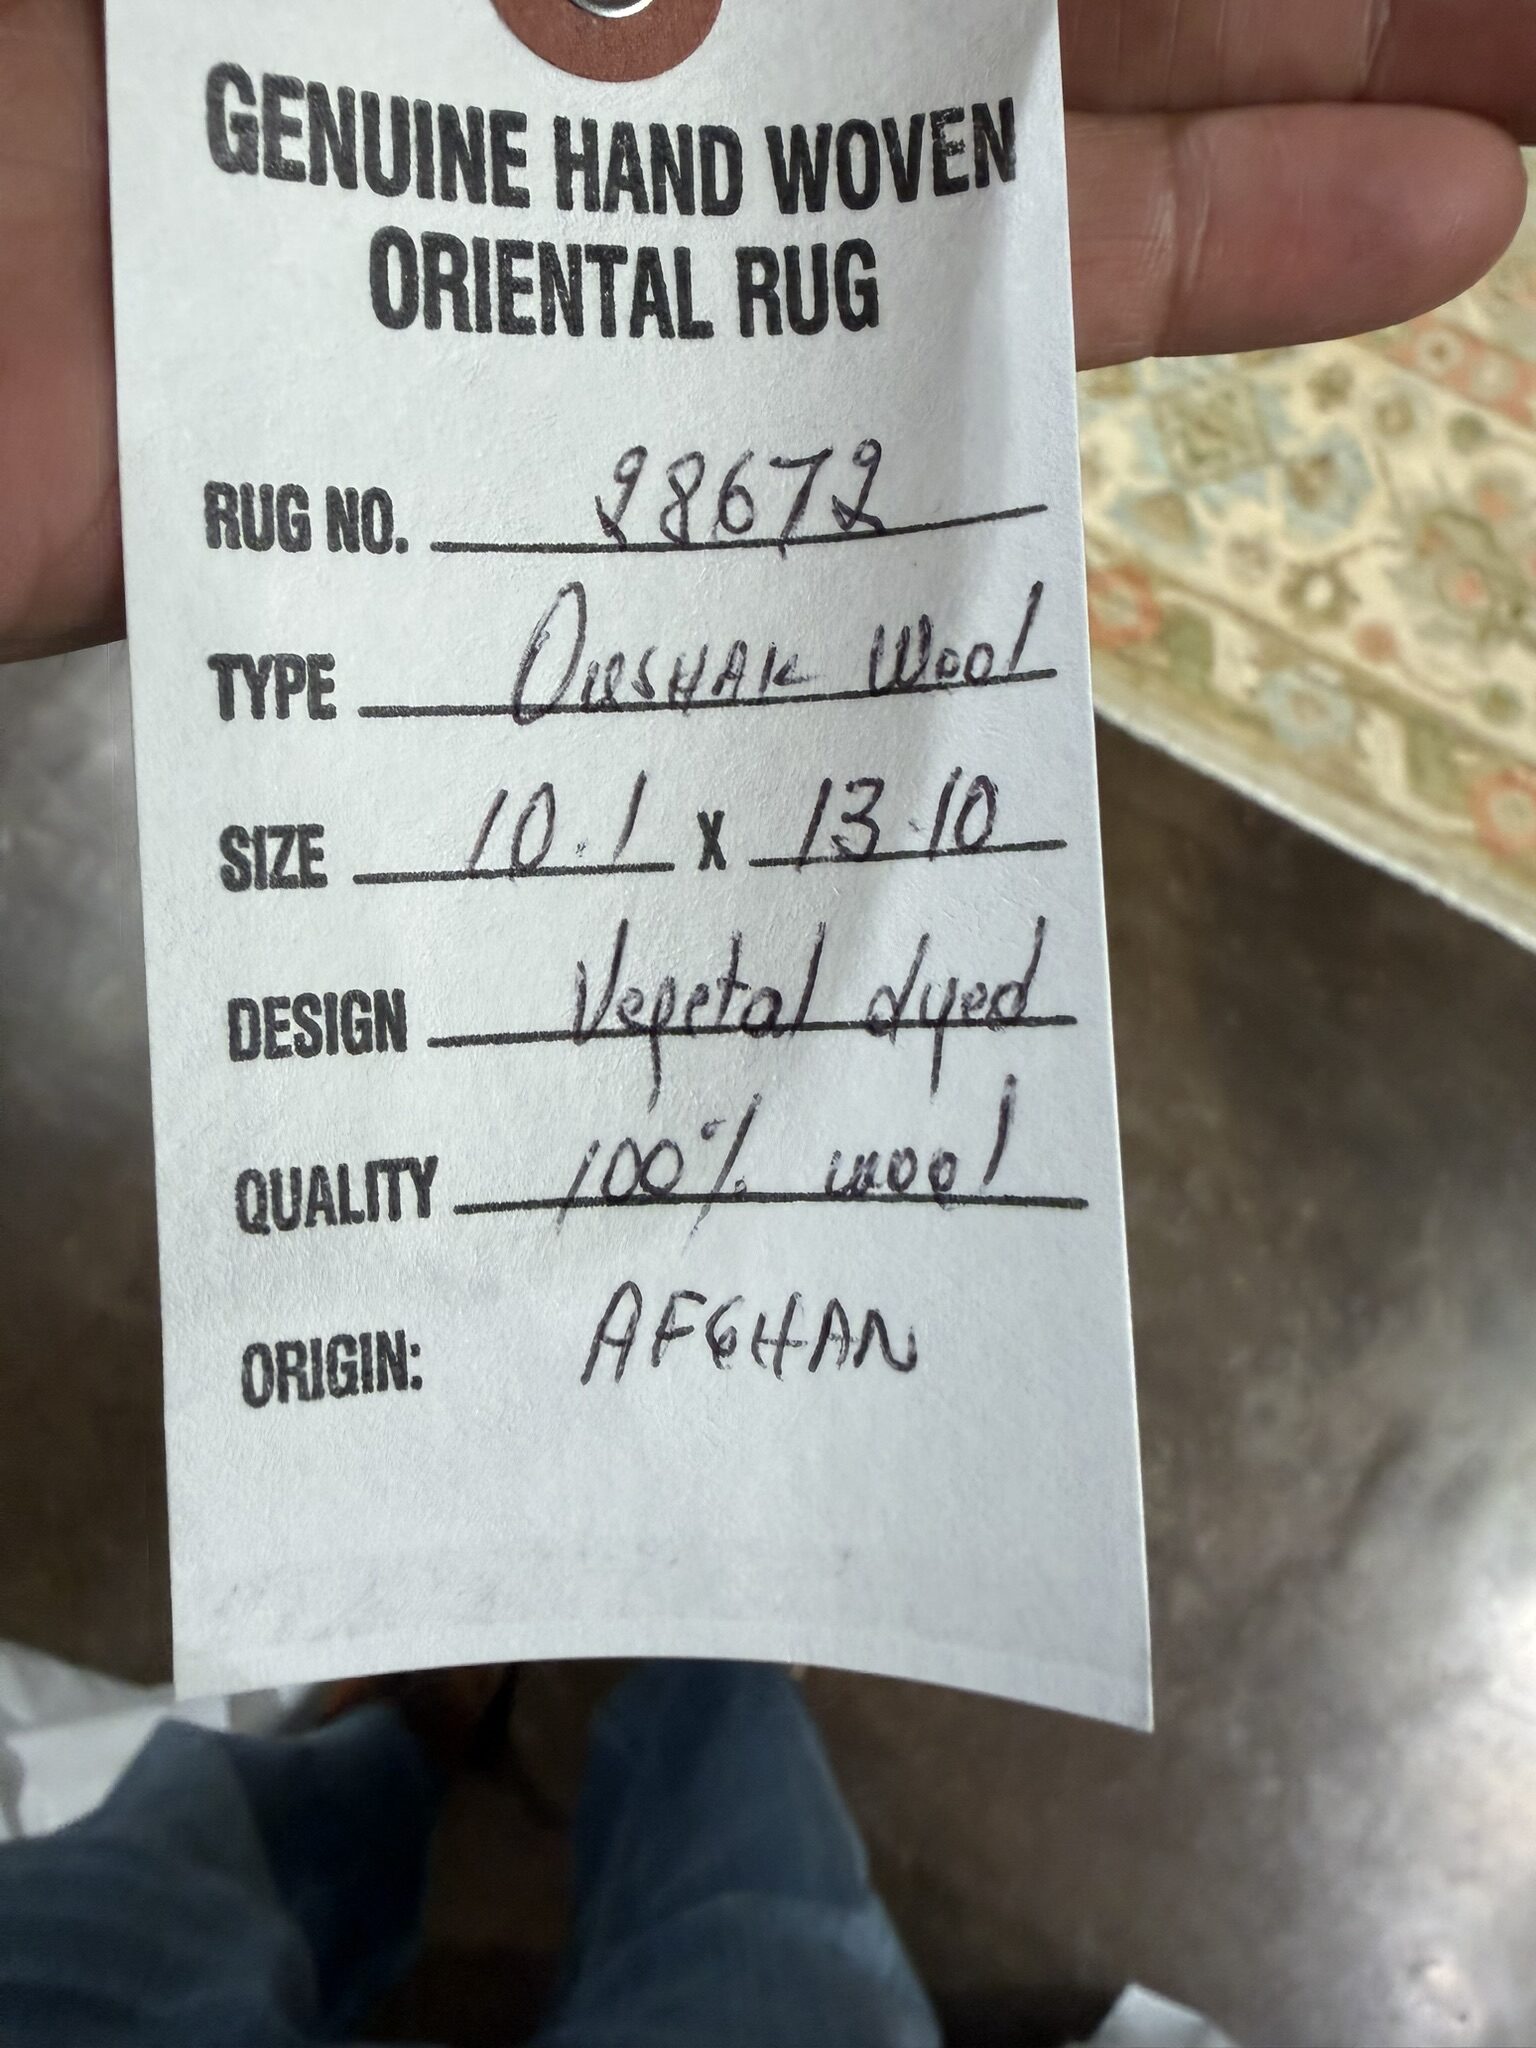 GENUINE HAND WOVEN
ORIENTAL RUG
RUG NO. 28672
TYPE Oushak Wool
SIZE 10.1 X 13.10
DESIGN Vegetal dyed
QUALITY 100% wool
ORIGIN: AFGHAN